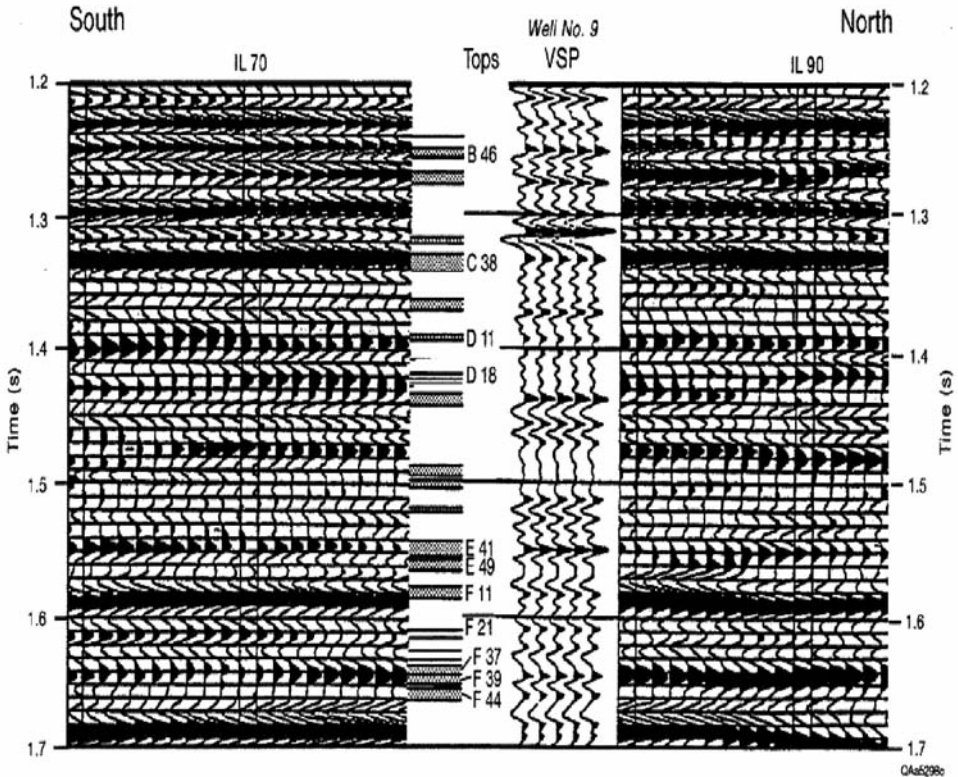 South
Well No. 9
North
IL 70
Tops
VSP
IL 90
1.2
1.2
B 46
1.3
1.3
C 38
D 11
1.4
1.4
D 18
Time (s)
Time (s)
1.5
1.5
E 41
E 49
F 11
1.6
F 21
1.6
F 37
F 39
F 44
1.7
1.7
QAa5298c